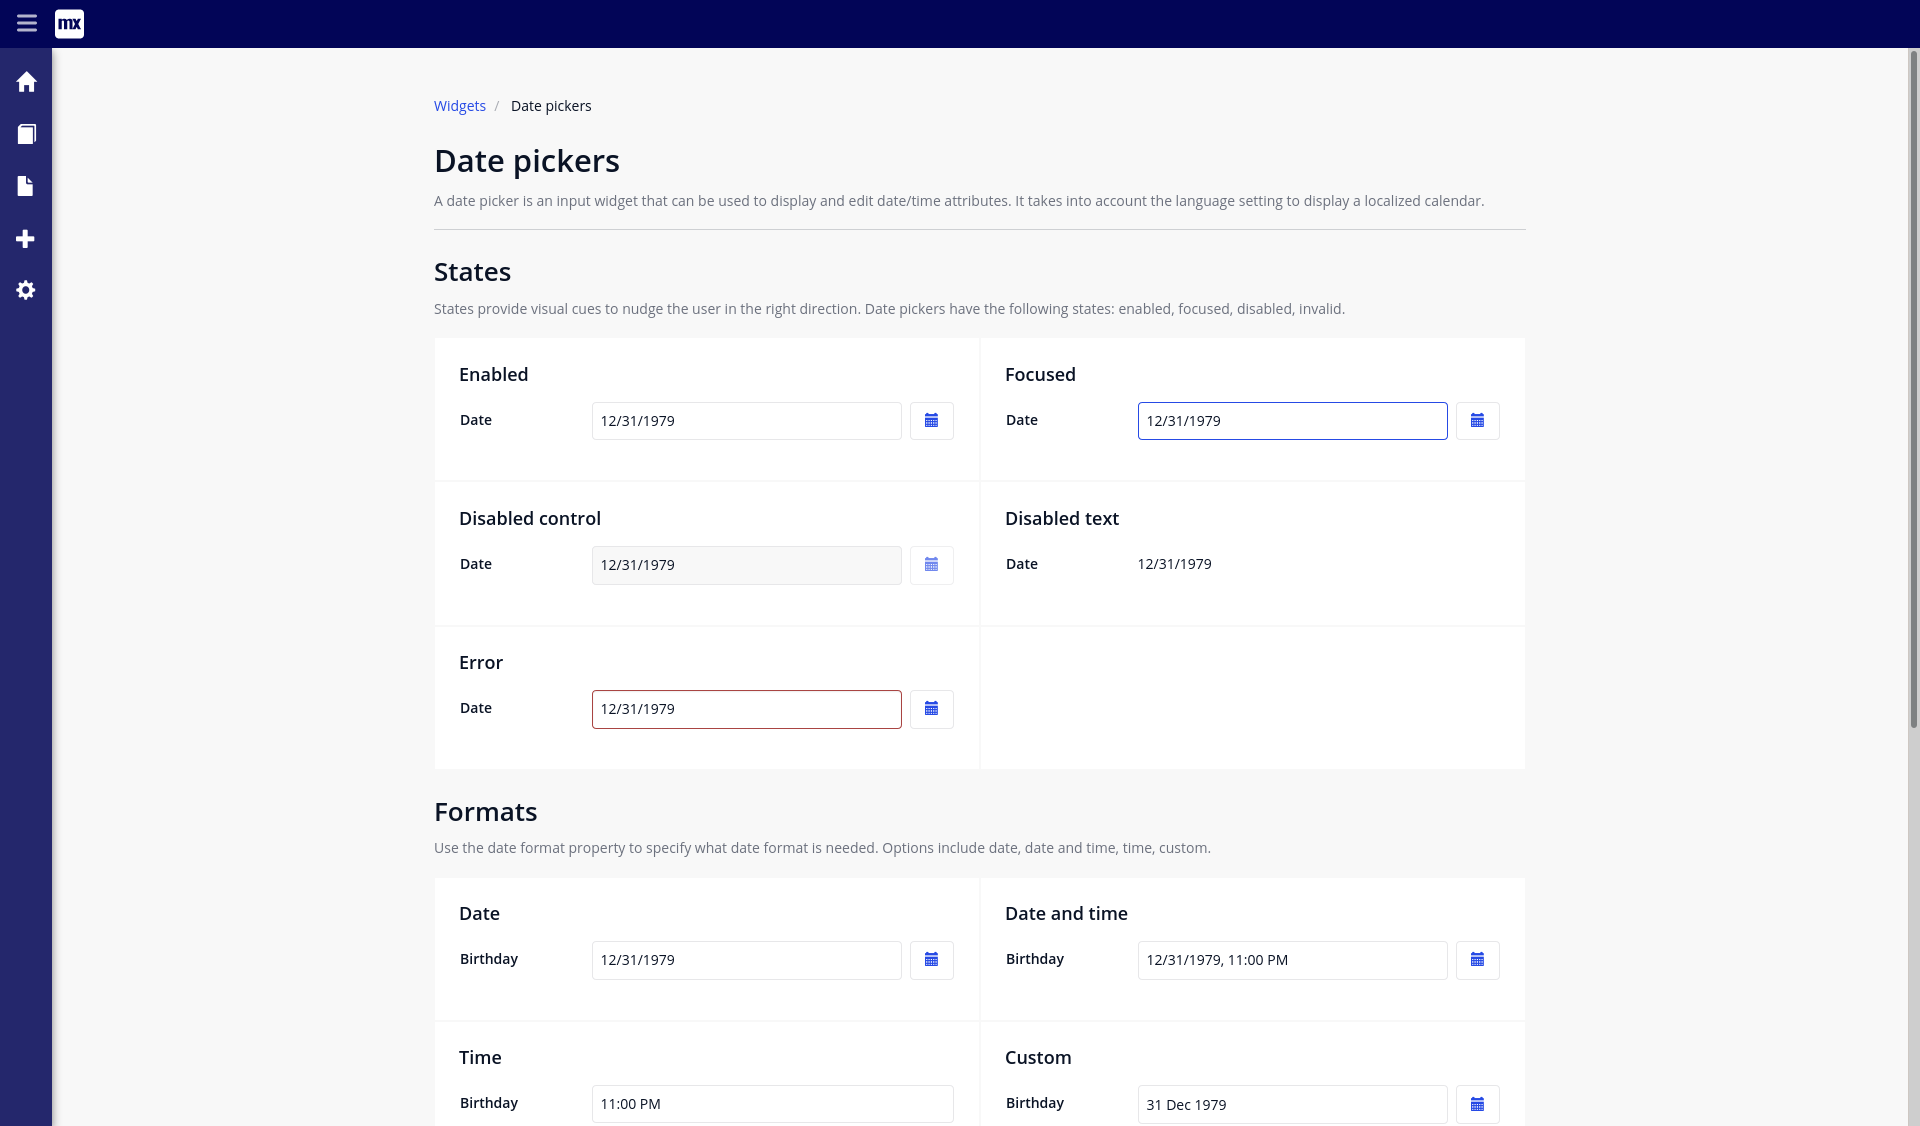 mx
Widgets / Date pickers
Date pickers
A date picker is an input widget that can be used to display and edit date/time attributes. It takes into account the language setting to display a localized calendar.
States
States provide visual cues to nudge the user in the right direction. Date pickers have the following states: enabled, focused, disabled, invalid.
Enabled
Date 12/31/1979
Focused
Date 12/31/1979
Disabled control
Date 12/31/1979
Disabled text
Date 12/31/1979
Error
Date 12/31/1979
Formats
Use the date format property to specify what date format is needed. Options include date, date and time, time, custom.
Date
Birthday 12/31/1979
Date and time
Birthday 12/31/1979, 11:00 PM
Time
Birthday 11:00 PM
Custom
Birthday 31 Dec 1979